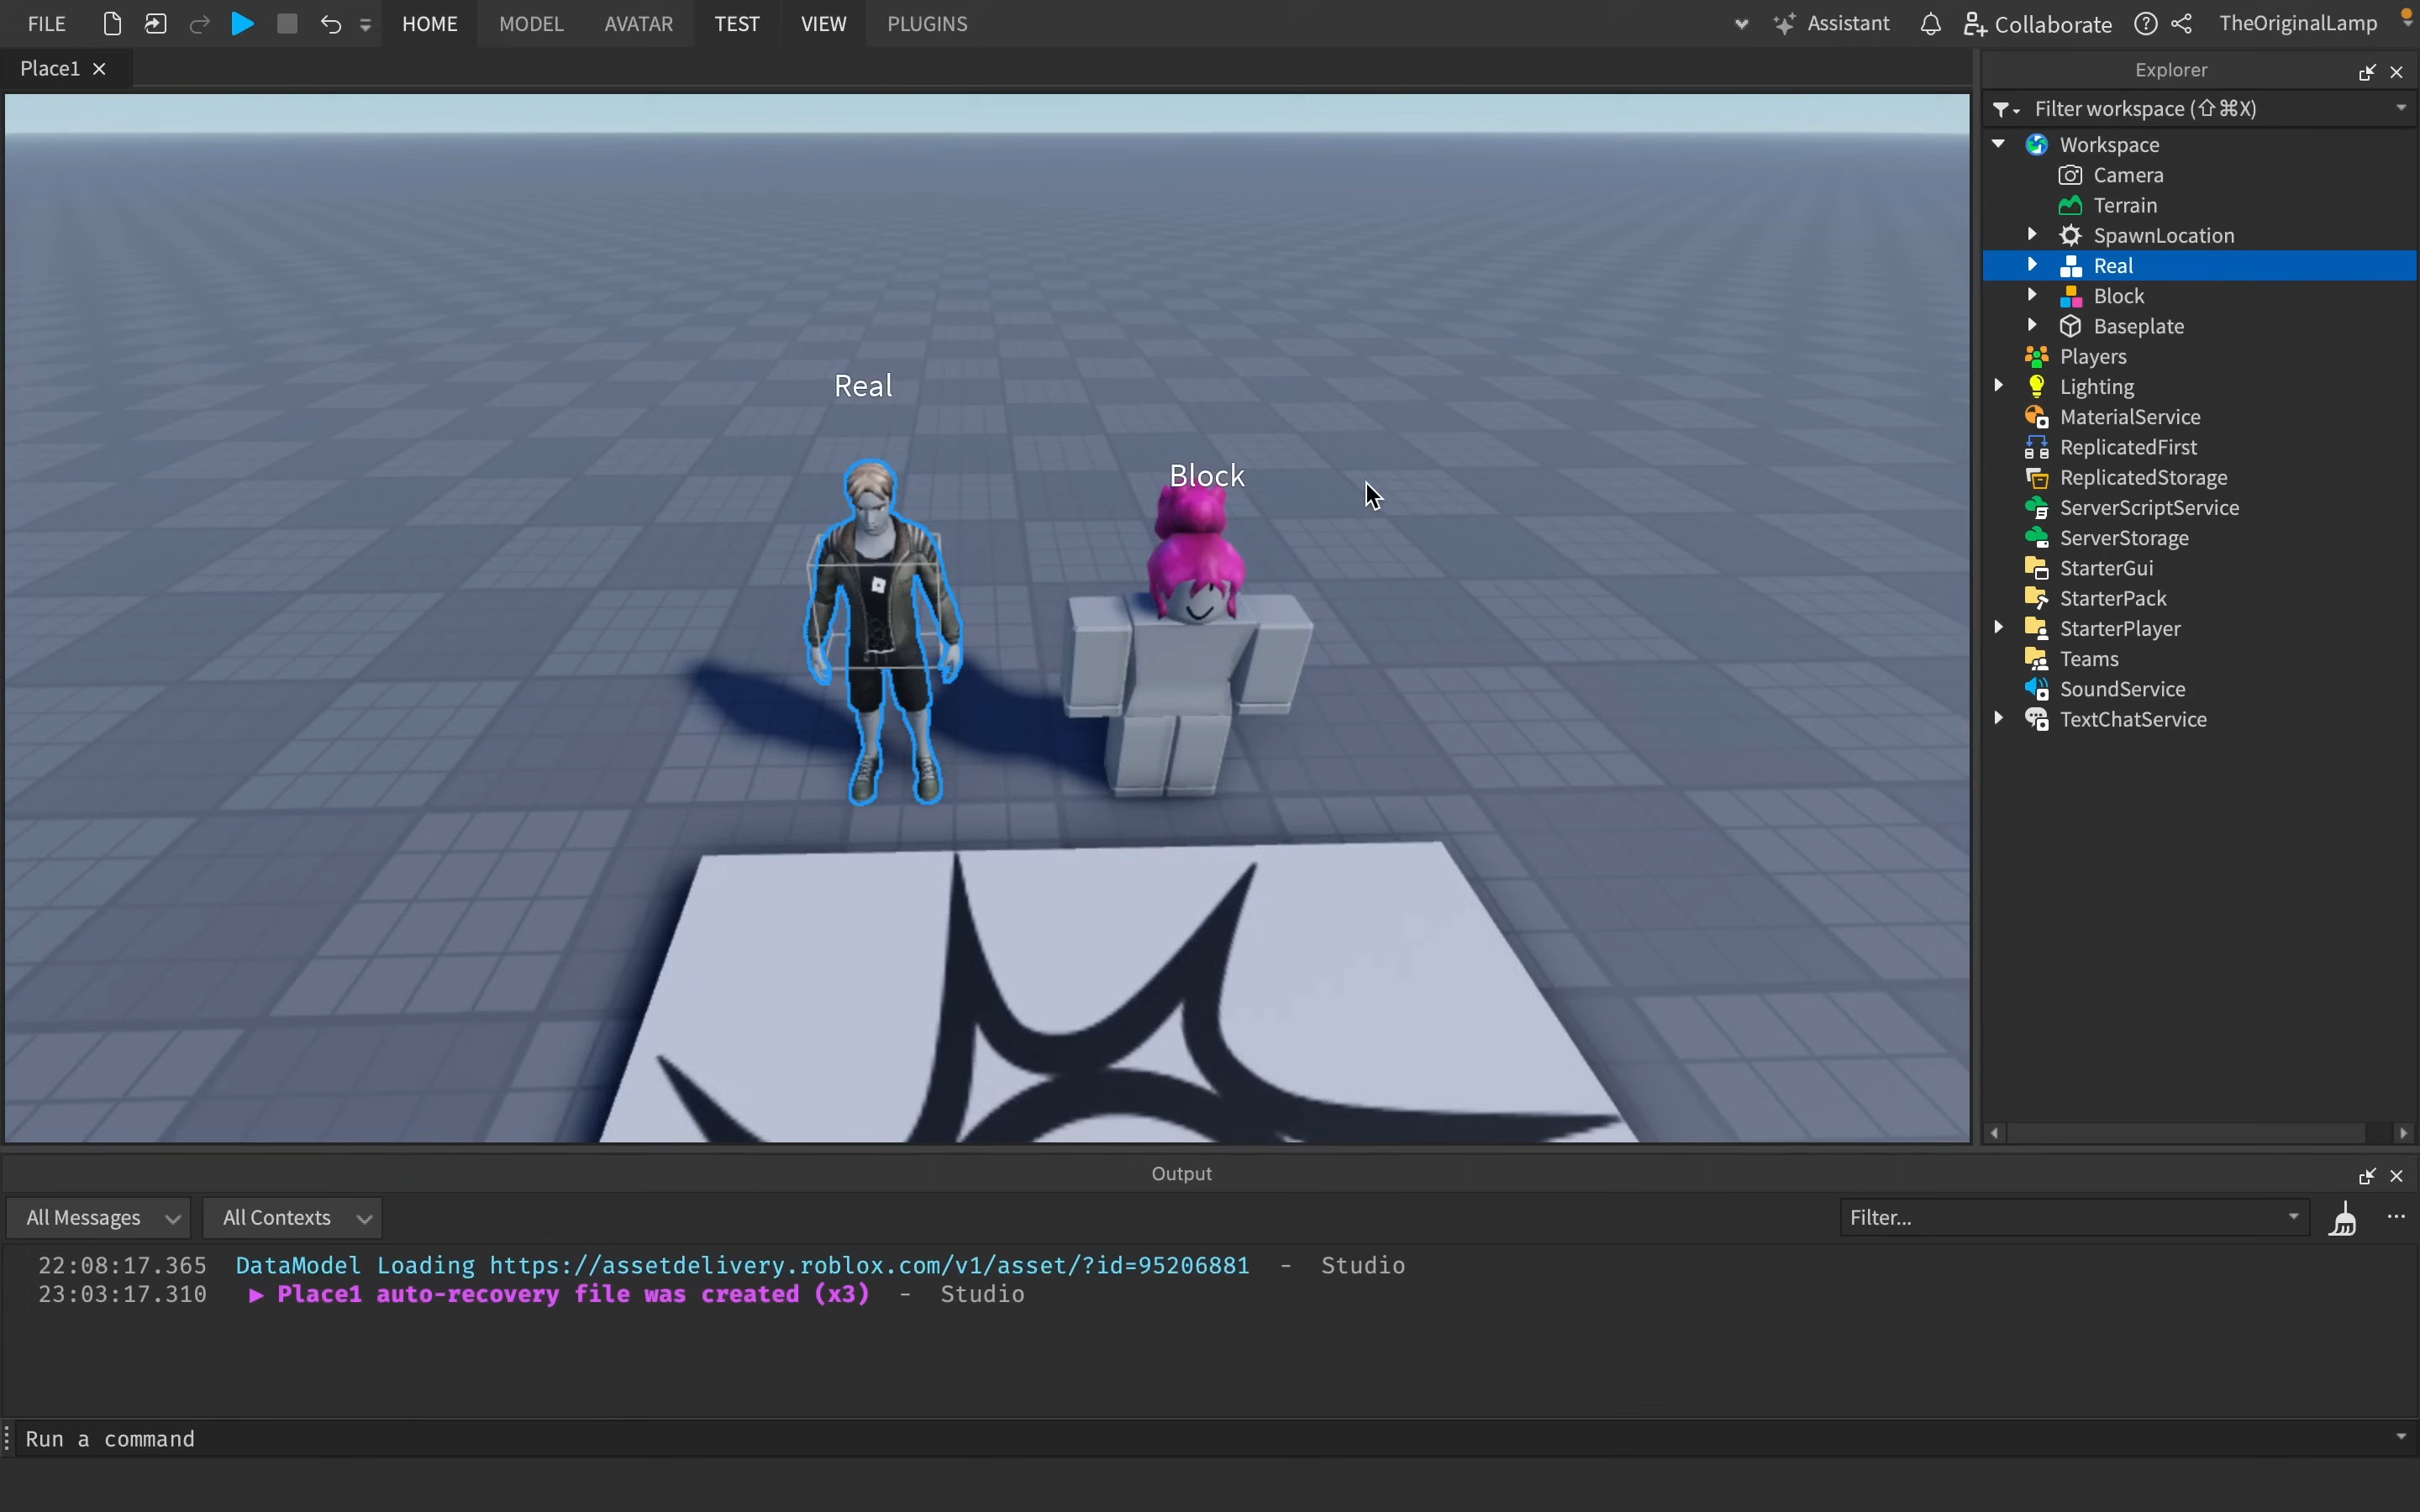 FILE HOME MODEL AVATAR TEST VIEW PLUGINS Assistant Collaborate TheOriginalLamp
Place1
Explorer
Filter workspace (⇧⌘X)
Workspace
Camera
Terrain
SpawnLocation
Real
Block
Baseplate
Players
Lighting
MaterialService
ReplicatedFirst
ReplicatedStorage
ServerScriptService
ServerStorage
StarterGui
StarterPack
StarterPlayer
Teams
SoundService
TextChatService
Real
Block
Output
All Messages All Contexts Filter...
22:08:17.365 DataModel Loading https://assetdelivery.roblox.com/v1/asset/?id=95206881 - Studio
23:03:17.310 ▶ Place1 auto-recovery file was created (x3) - Studio
Run a command